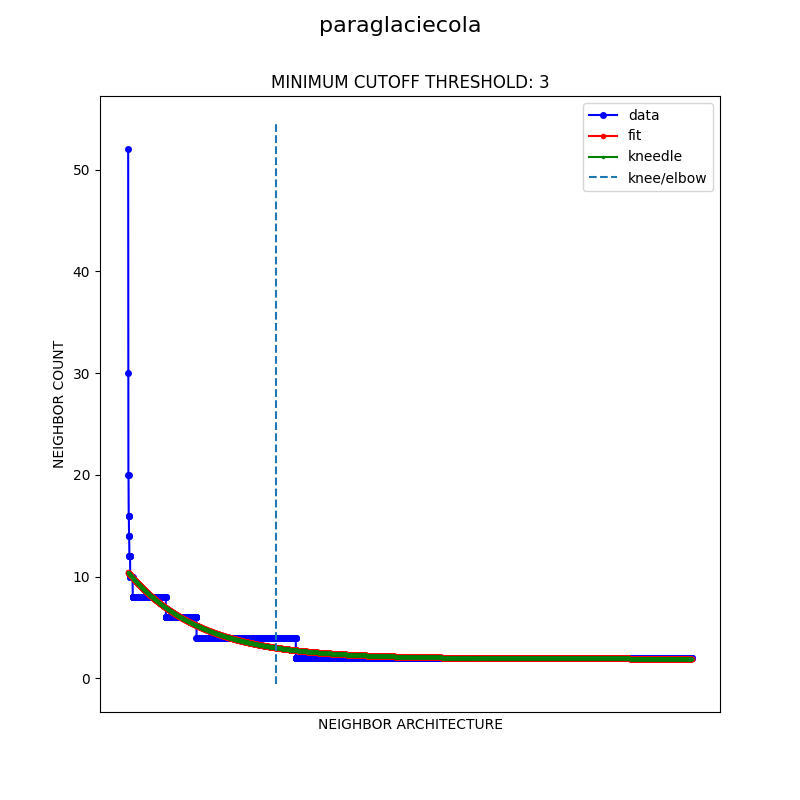 paraglaciecola
MINIMUM CUTOFF THRESHOLD: 3
data
fit
kneedle
knee/elbow
50
40
30
20
10
0
NEIGHBOR COUNT
NEIGHBOR ARCHITECTURE